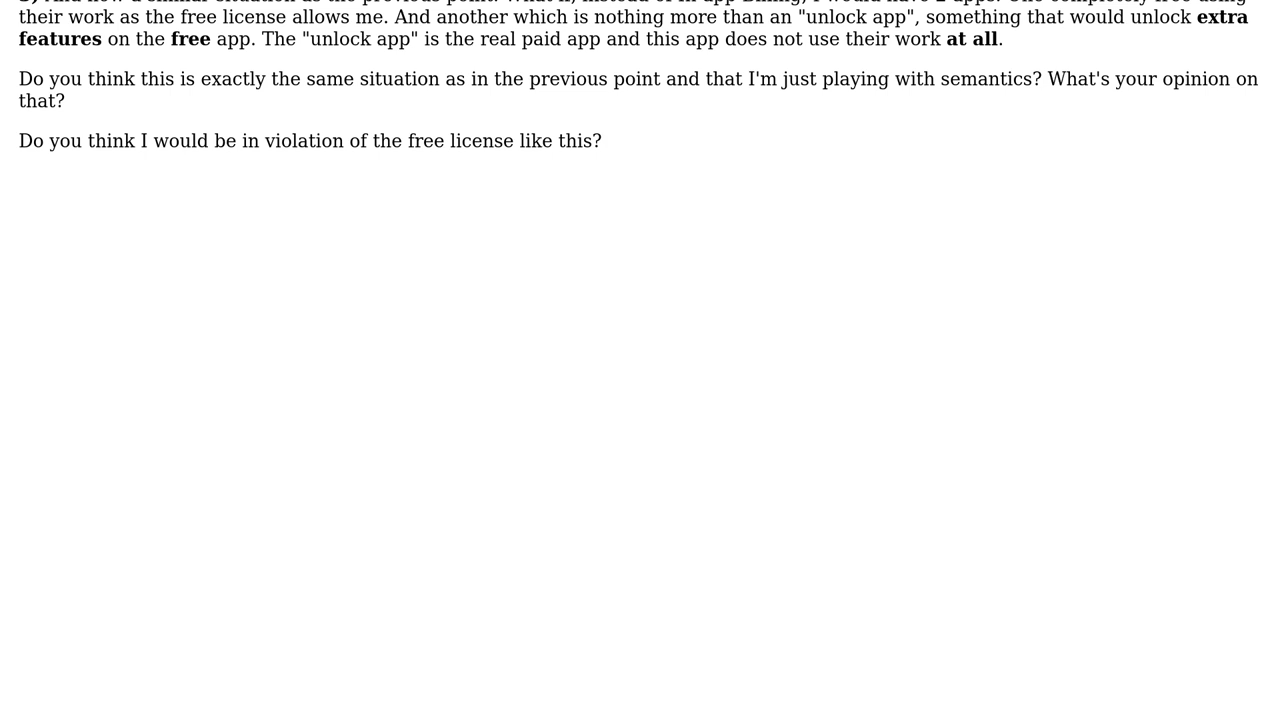 their work as the free license allows me. And another which is nothing more than an "unlock app", something that would unlock extra
features on the free app. The "unlock app" is the real paid app and this app does not use their work at all.
Do you think this is exactly the same situation as in the previous point and that I'm just playing with semantics? What's your opinion on
that?
Do you think I would be in violation of the free license like this?